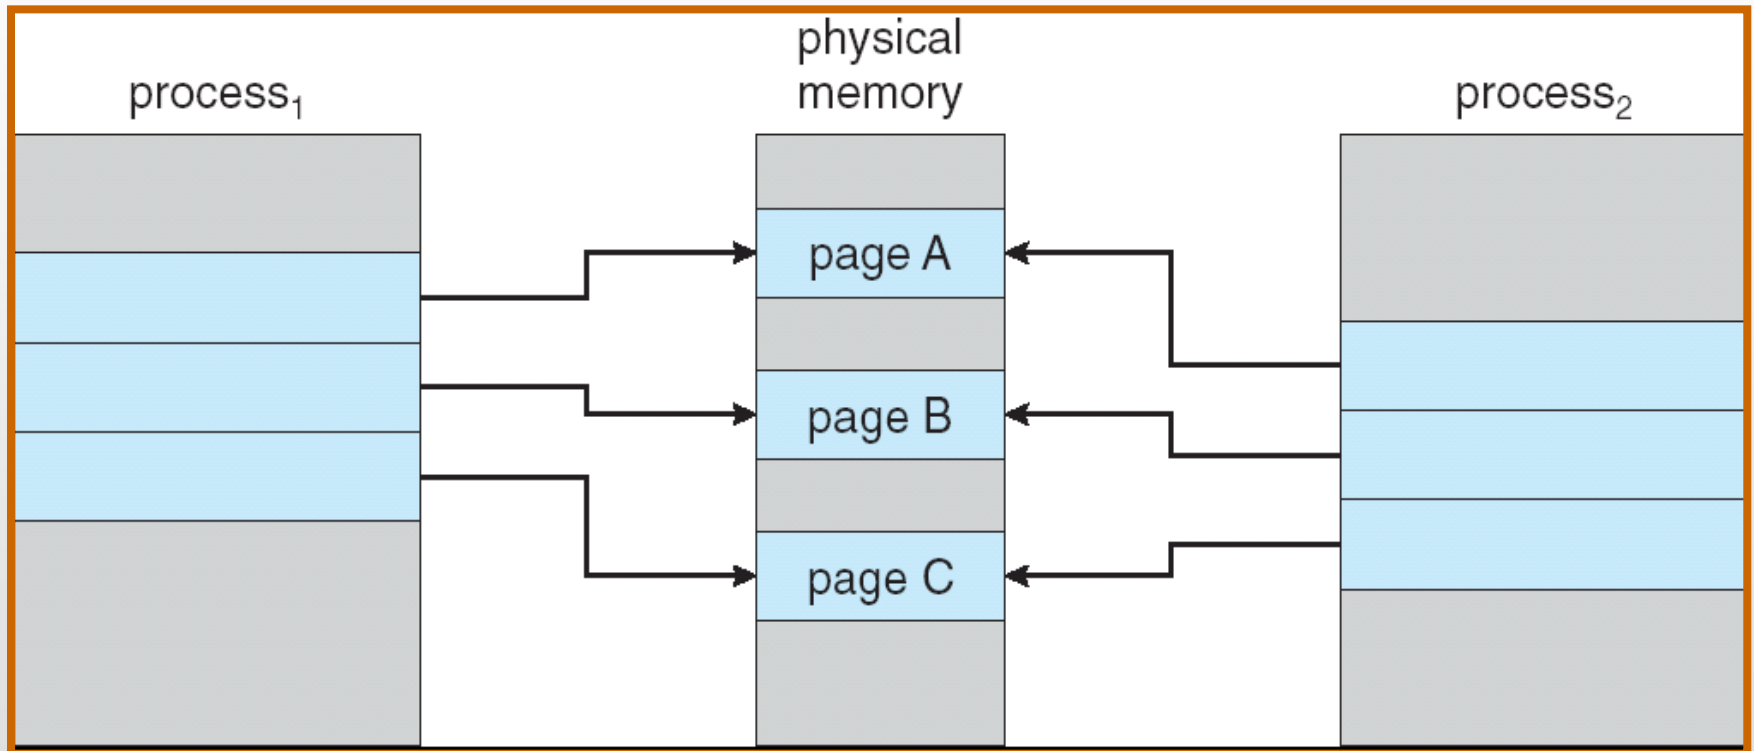 physical
memory
process₁
process₂
page A
page B
page C